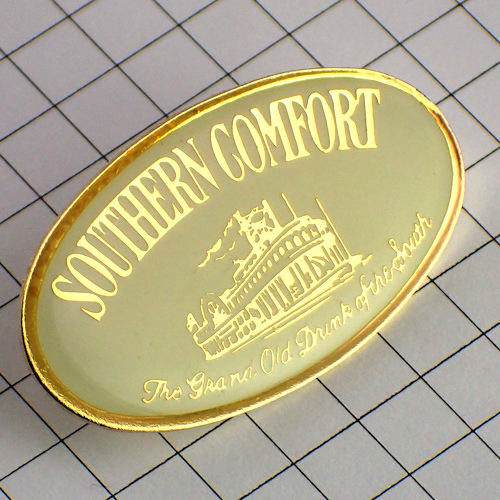 SOUTHERN COMFORT
The Grand Old Drink of the South